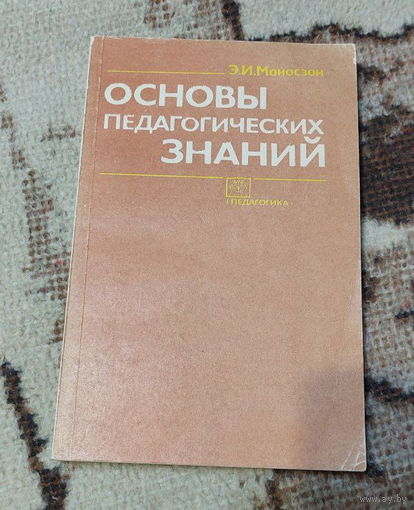 Э.И.Моносзон
ОСНОВЫ
ПЕДАГОГИЧЕСКИХ
ЗНАНИЙ
ПЕДАГОГИКА
www.ay.by